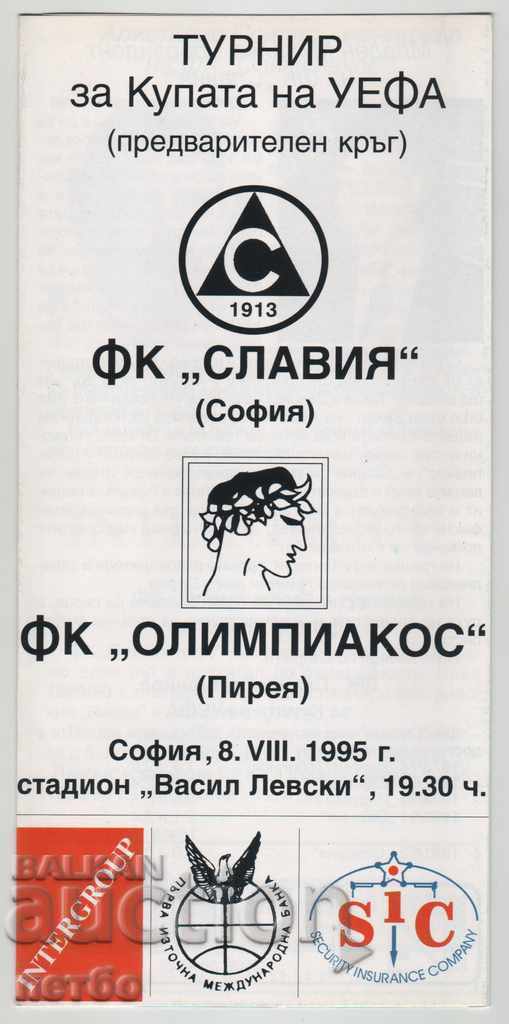 ТУРНИР
за Купата на УЕФА
(предварителен кръг)
С
1913
ФК „СЛАВИЯ“
(София)
ФК „ОЛИМПИАКОС“
(Пирея)
София, 8. VIII. 1995 г.
стадион „Васил Левски“, 19.30 ч.
INTERGROUP
ПЪРВА ИЗТОЧНА МЕЖДУНАРОДНА БАНКА
SiC
SECURITY INSURANCE COMPANY
BALKAN
auction
петбо